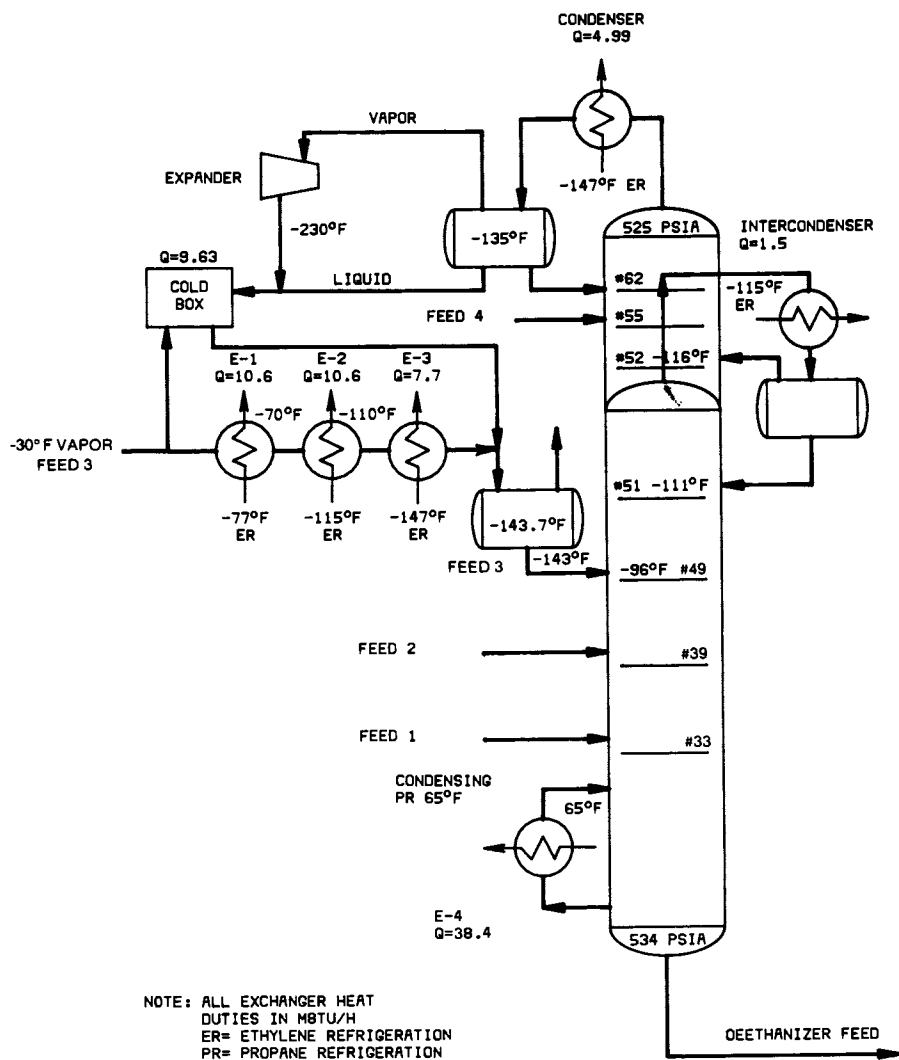 CONDENSER
Q=4.99
VAPOR
EXPANDER
-147°F ER
-230°F
-135°F
525 PSIA
INTERCONDENSER
Q=1.5
Q=9.63
COLD
BOX
LIQUID
#62
-115°F
ER
FEED 4
#55
E-1
Q=10.6
E-2
Q=10.6
E-3
Q=7.7
#52 -116°F
-70°F
-110°F
-30°F VAPOR
FEED 3
-77°F
ER
-115°F
ER
-147°F
ER
#51 -111°F
-143.7°F
FEED 3
-143°F
-96°F #49
FEED 2
#39
FEED 1
#33
CONDENSING
PR 65°F
65°F
E-4
Q=38.4
534 PSIA
NOTE: ALL EXCHANGER HEAT
DUTIES IN MBTU/H
ER= ETHYLENE REFRIGERATION
PR= PROPANE REFRIGERATION
OEETHANIZER FEED